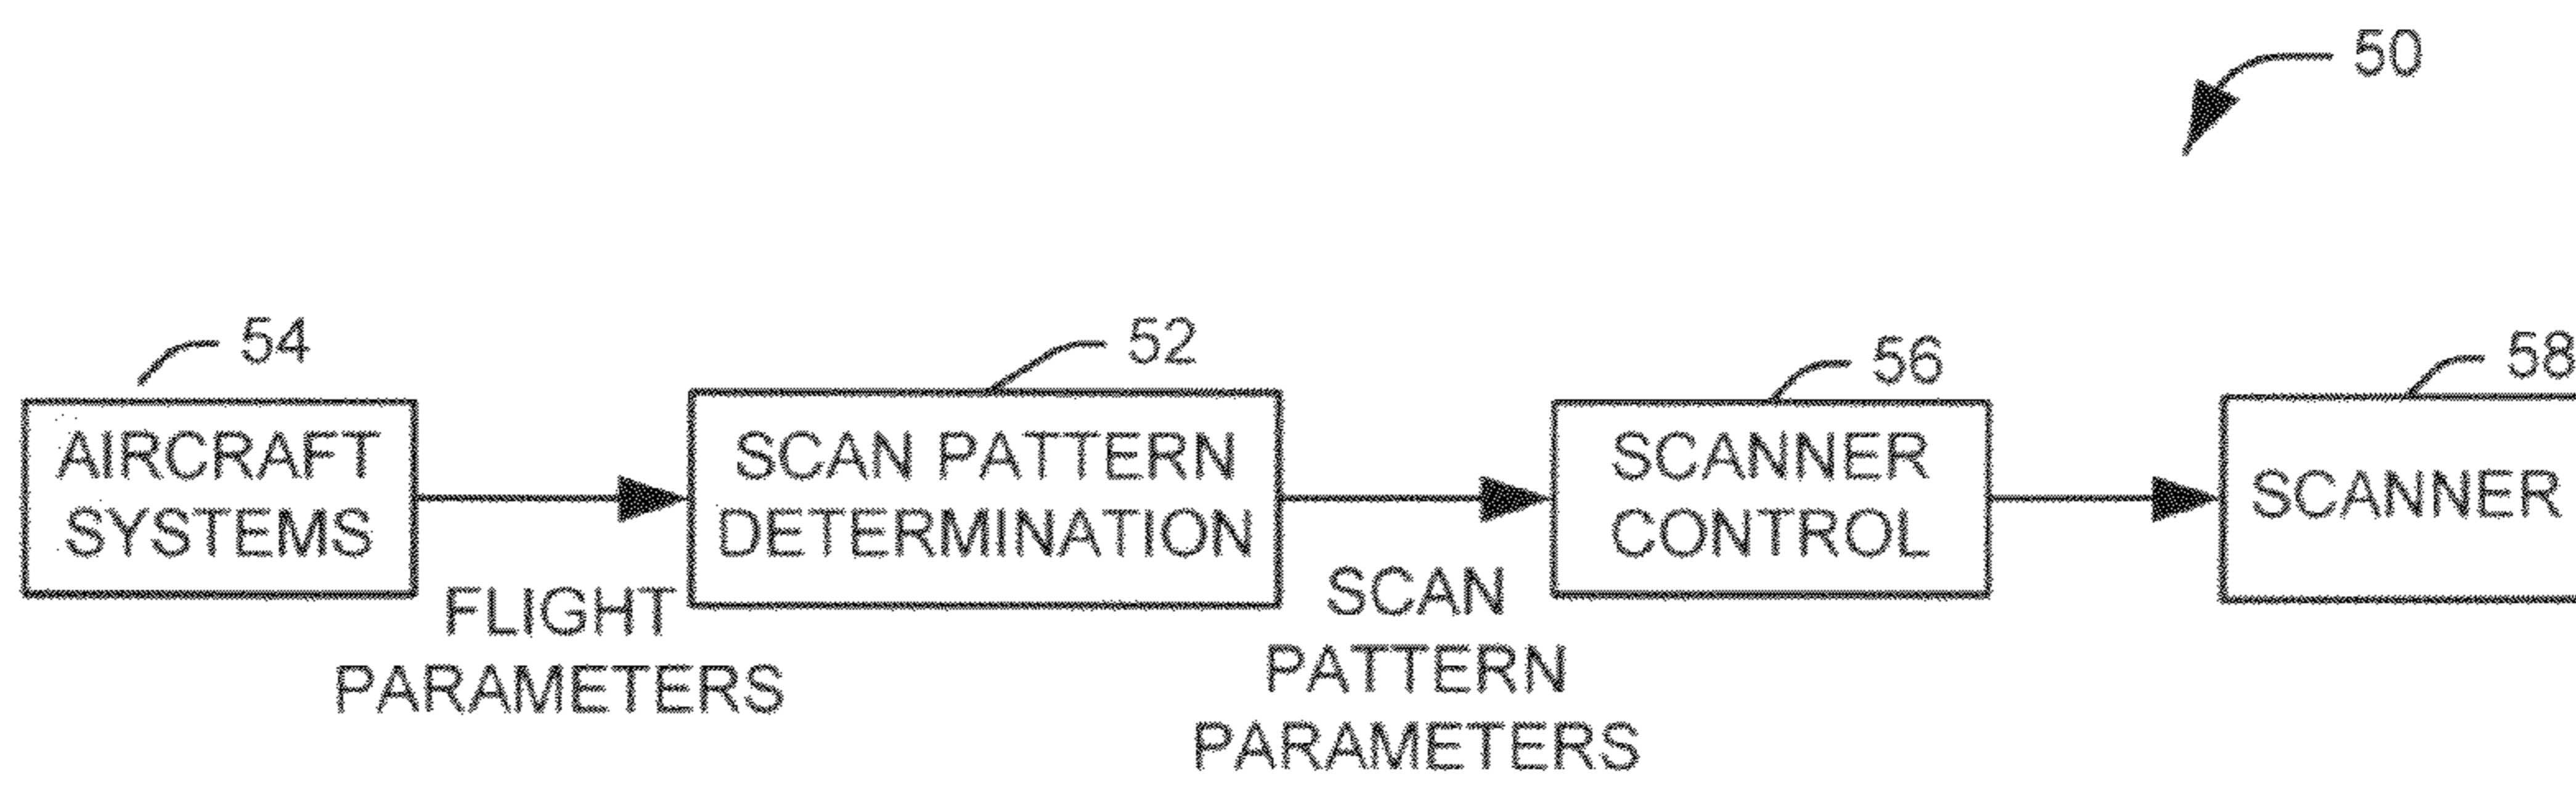 50
54
52
56
58
AIRCRAFT
SYSTEMS
SCAN PATTERN
DETERMINATION
SCANNER
CONTROL
SCANNER
FLIGHT
PARAMETERS
SCAN
PATTERN
PARAMETERS